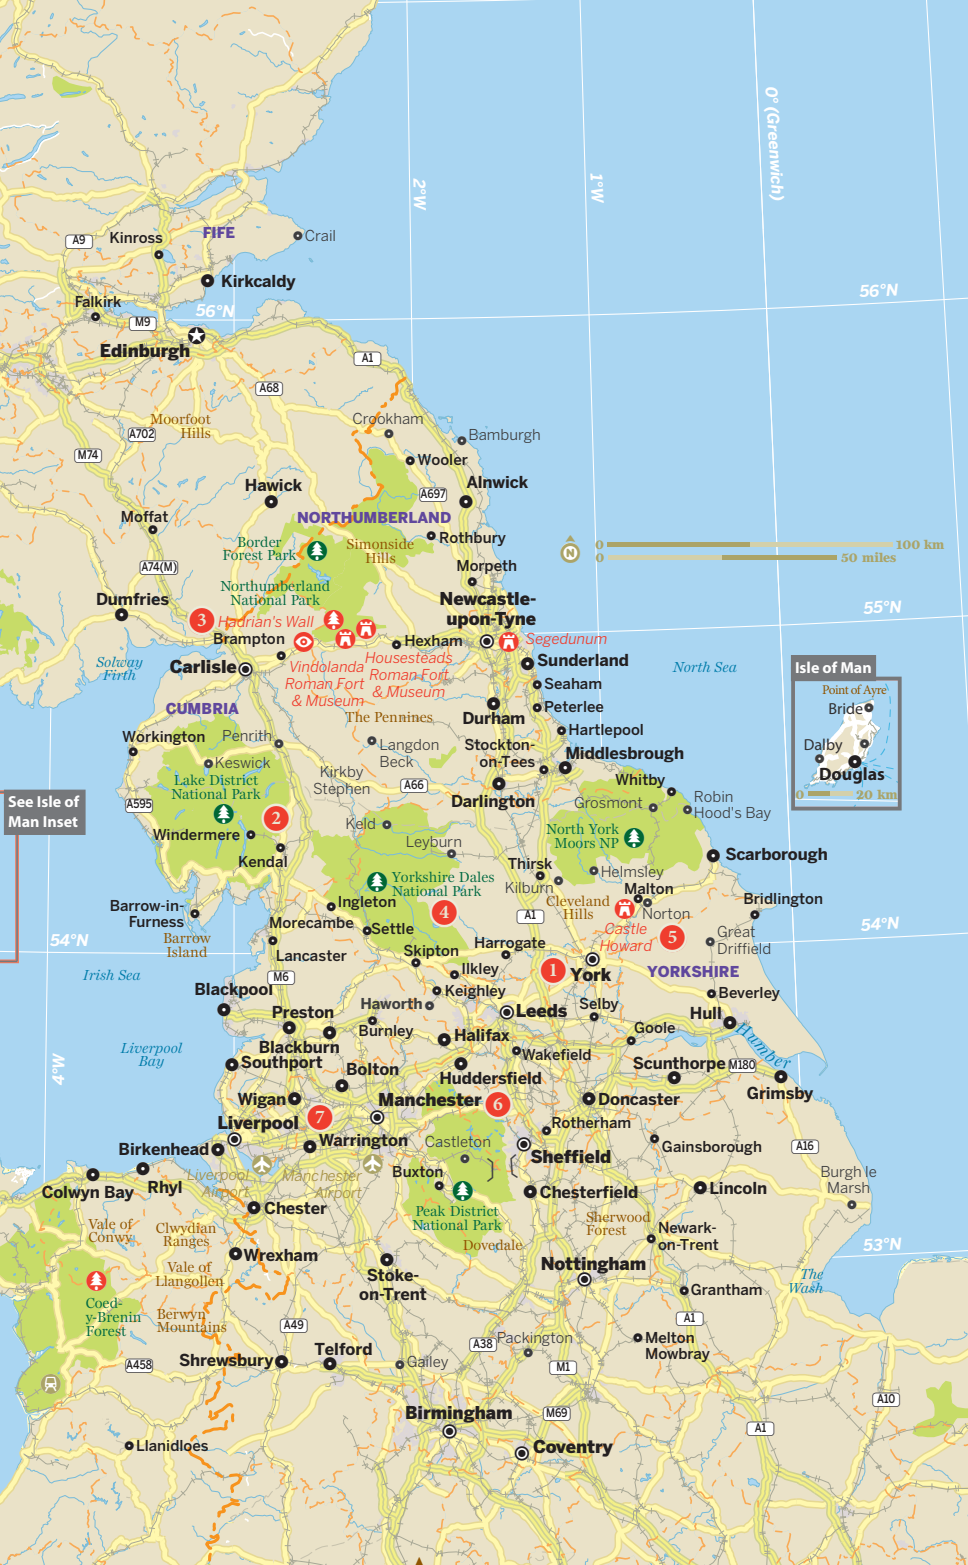 0° (Greenwich)
2°W
1°W
A9
Kinross
FIFE
Crail
Kirkcaldy
56°N
Falkirk
M9
56°N
Edinburgh
A1
A68
Moorfoot
Hills
Crookham
A702
Bamburgh
M74
Wooler
Hawick
Alnwick
A697
Moffat
NORTHUMBERLAND
Border
Forest Park
Simonside
Hills
Rothbury
0
100 km
0
50 miles
N
A74(M)
Morpeth
Northumberland
National Park
Dumfries
Newcastle-
upon-Tyne
55°N
3
Hadrian's Wall
Brampton
Hexham
Segedunum
Solway
Firth
Carlisle
Vindolanda
Roman Fort
& Museum
Housesteads
Roman Fort
& Museum
Sunderland
North Sea
Isle of Man
Seaham
Point of Ayre
CUMBRIA
The Pennines
Durham
Peterlee
Bride
Workington
Penrith
Langdon
Beck
Stockton-
on-Tees
Hartlepool
Dalby
Keswick
Middlesbrough
Douglas
Lake District
National Park
Kirkby
Stephen
A66
Darlington
Whitby
0
20 km
See Isle of
Man Inset
A595
Grosmont
Robin
Hood's Bay
2
Keld
Windermere
Leyburn
North York
Moors NP
Kendal
Thirsk
Scarborough
Yorkshire Dales
National Park
Kilburn
Helmsley
Barrow-in-
Furness
Ingleton
4
Cleveland
Hills
Malton
Norton
Bridlington
A1
Morecambe
Settle
Castle
Howard
5
Great
Driffield
54°N
54°N
Barrow
Island
Lancaster
Skipton
Harrogate
Irish Sea
M6
Ilkley
1
York
YORKSHIRE
Blackpool
Keighley
Beverley
Haworth
Preston
Leeds
Selby
Hull
Burnley
Halifax
Goole
Humber
Blackburn
Liverpool
Bay
Wakefield
4°W
Southport
Bolton
Huddersfield
Scunthorpe
M180
Grimsby
Wigan
Manchester
6
Doncaster
Liverpool
7
Rotherham
Warrington
Birkenhead
Castleton
Sheffield
Gainsborough
A16
Liverpool
Airport
Manchester
Airport
Buxton
Burgh le
Marsh
Colwyn Bay
Rhyl
Chesterfield
Lincoln
Chester
Peak District
National Park
Sherwood
Forest
Vale of
Conwy
Clwydian
Ranges
Newark-
on-Trent
Dovedale
53°N
Wrexham
Vale of
Llangollen
Stoke-
on-Trent
Nottingham
The
Wash
Coed-
y-Brenin
Forest
Grantham
Berwyn
Mountains
A49
A1
A38
Packington
Melton
Mowbray
A458
Shrewsbury
Telford
Gailey
M1
Birmingham
M69
A10
A1
Llanidloes
Coventry